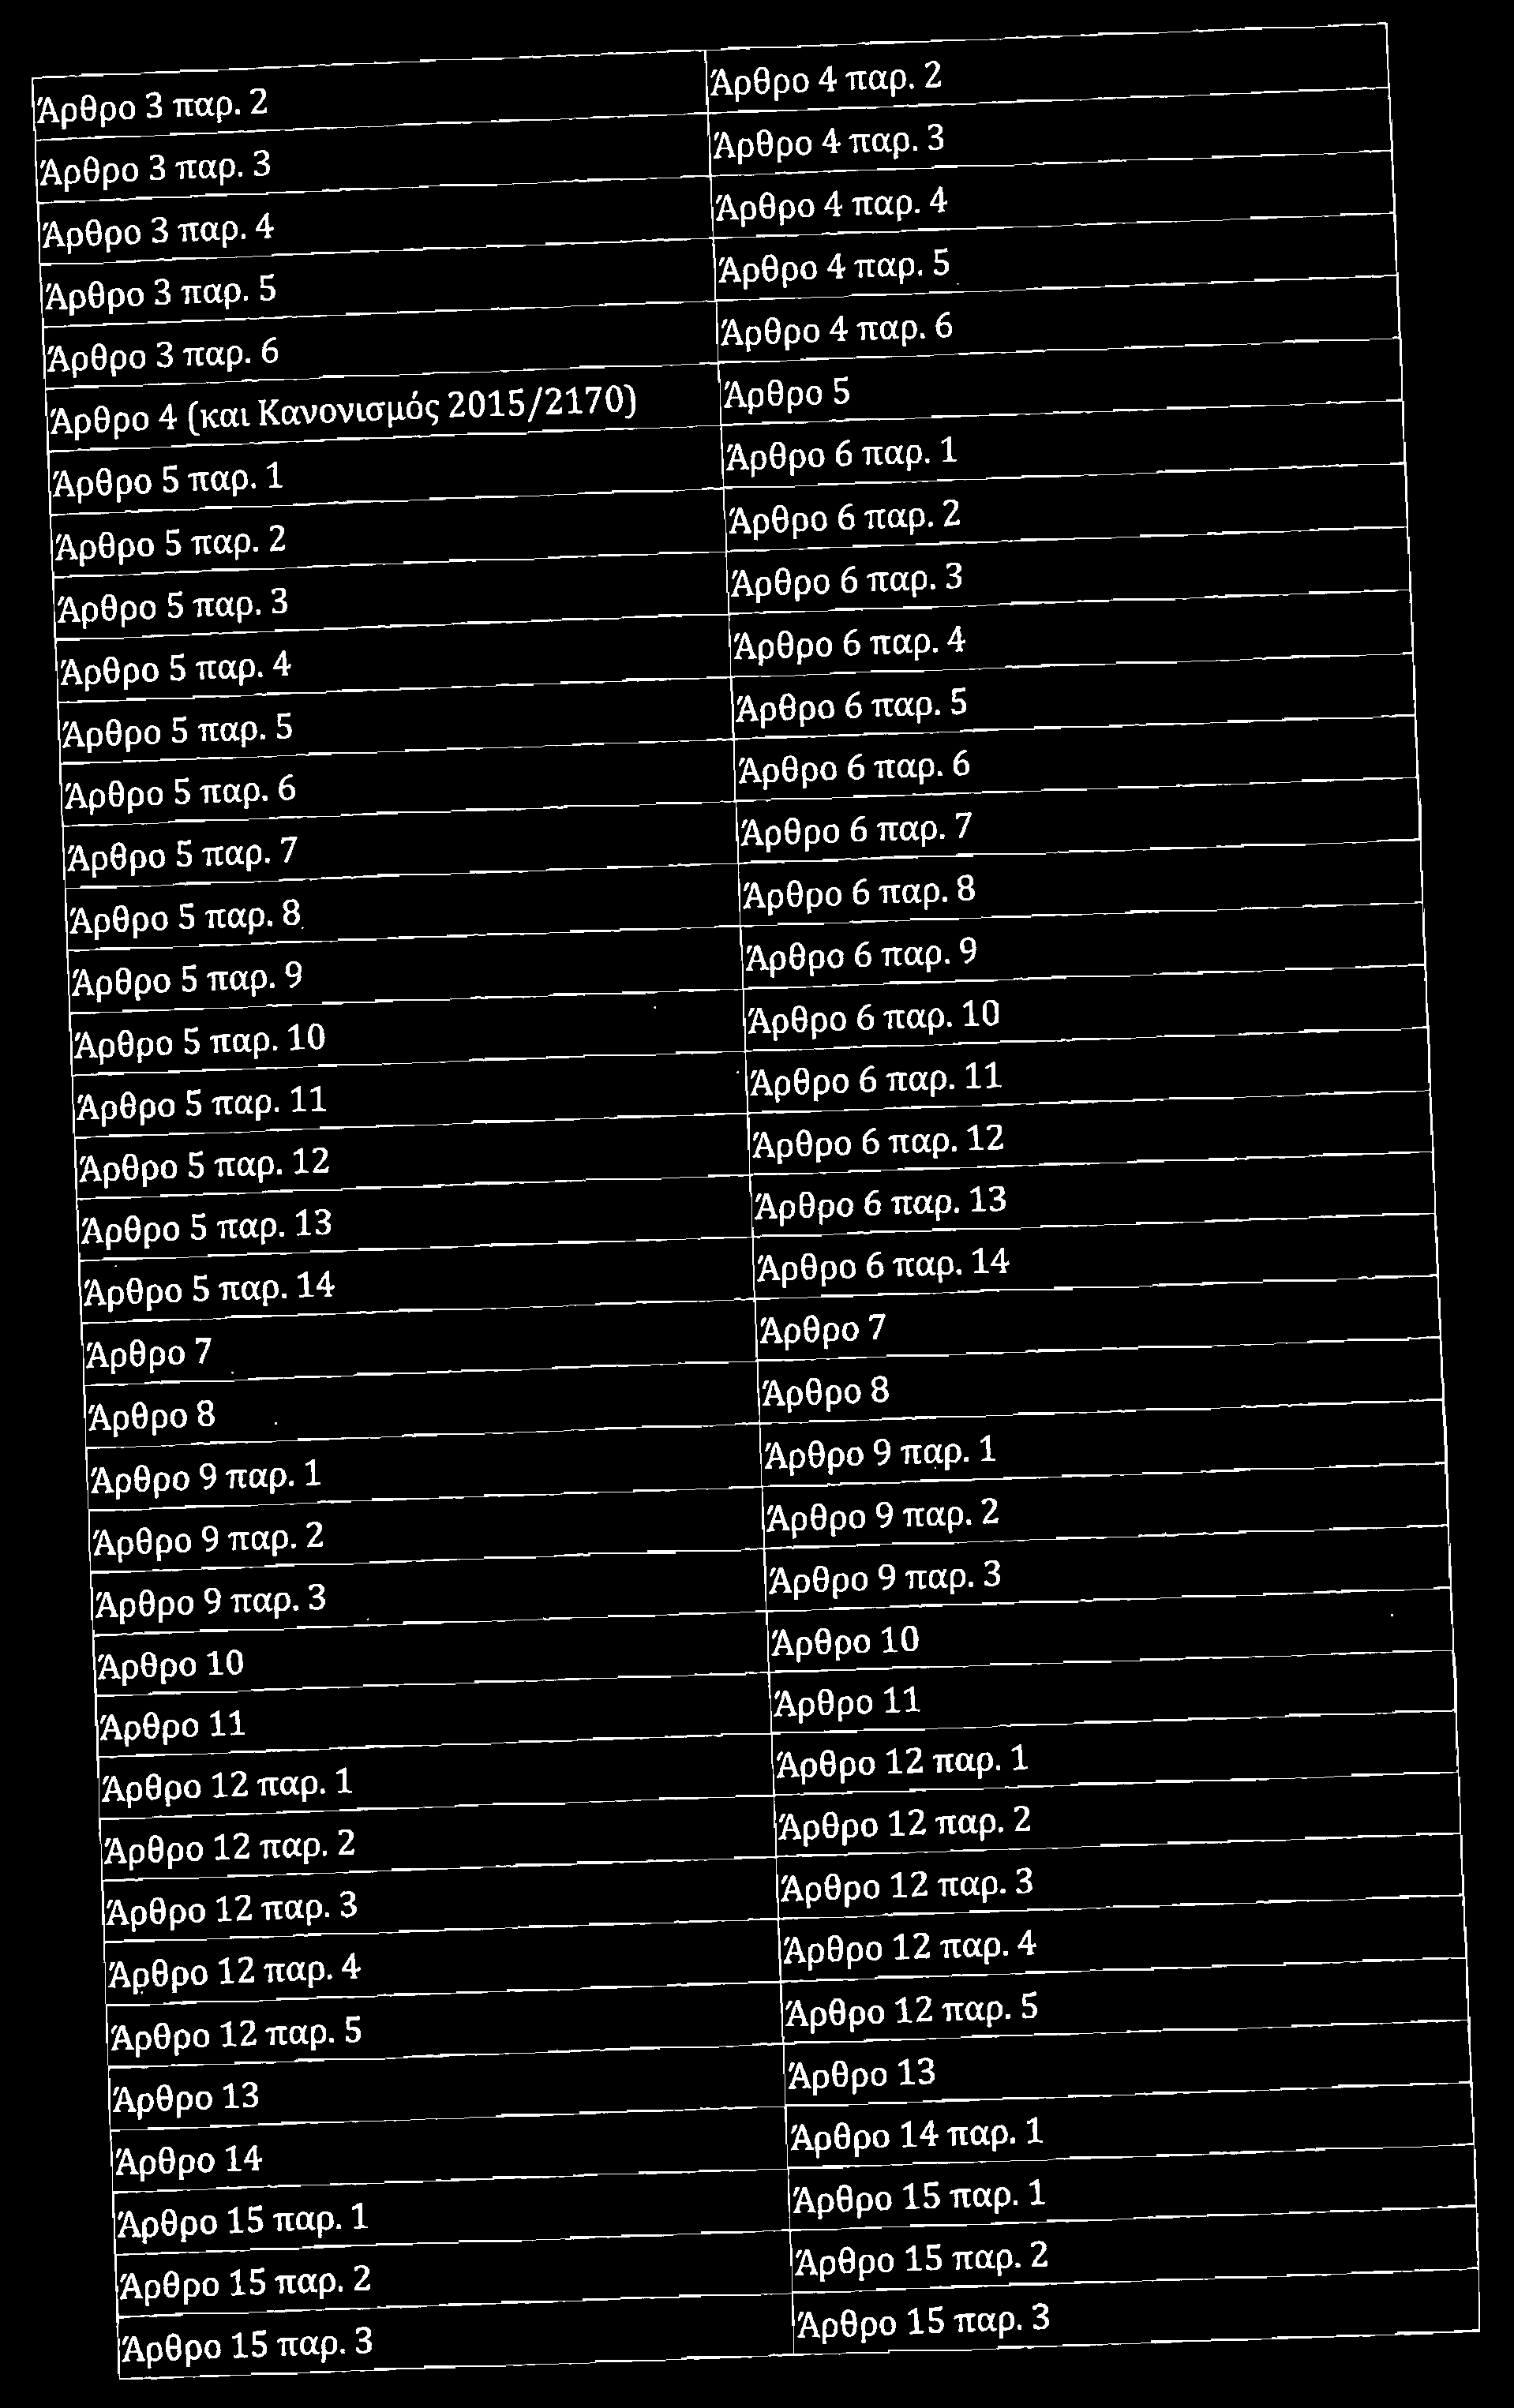 Άρθρο 3 παρ. 2 Άρθρο 4 παρ. 2
Άρθρο 3 παρ. 3 Άρθρο 4 παρ. 3
Άρθρο 3 παρ. 4 Άρθρο 4 παρ. 4
Άρθρο 3 παρ. 5 Άρθρο 4 παρ. 5
Άρθρο 3 παρ. 6 Άρθρο 4 παρ. 6
Άρθρο 4 (και Κανονισμός 2015/2170) Άρθρο 5
Άρθρο 5 παρ. 1 Άρθρο 6 παρ. 1
Άρθρο 5 παρ. 2 Άρθρο 6 παρ. 2
Άρθρο 5 παρ. 3 Άρθρο 6 παρ. 3
Άρθρο 5 παρ. 4 Άρθρο 6 παρ. 4
Άρθρο 5 παρ. 5 Άρθρο 6 παρ. 5
Άρθρο 5 παρ. 6 Άρθρο 6 παρ. 6
Άρθρο 5 παρ. 7 Άρθρο 6 παρ. 7
Άρθρο 5 παρ. 8 Άρθρο 6 παρ. 8
Άρθρο 5 παρ. 9 Άρθρο 6 παρ. 9
Άρθρο 5 παρ. 10 Άρθρο 6 παρ. 10
Άρθρο 5 παρ. 11 Άρθρο 6 παρ. 11
Άρθρο 5 παρ. 12 Άρθρο 6 παρ. 12
Άρθρο 5 παρ. 13 Άρθρο 6 παρ. 13
Άρθρο 5 παρ. 14 Άρθρο 6 παρ. 14
Άρθρο 7 Άρθρο 7
Άρθρο 8 Άρθρο 8
Άρθρο 9 παρ. 1 Άρθρο 9 παρ. 1
Άρθρο 9 παρ. 2 Άρθρο 9 παρ. 2
Άρθρο 9 παρ. 3 Άρθρο 9 παρ. 3
Άρθρο 10 Άρθρο 10
Άρθρο 11 Άρθρο 11
Άρθρο 12 παρ. 1 Άρθρο 12 παρ. 1
Άρθρο 12 παρ. 2 Άρθρο 12 παρ. 2
Άρθρο 12 παρ. 3 Άρθρο 12 παρ. 3
Άρθρο 12 παρ. 4 Άρθρο 12 παρ. 4
Άρθρο 12 παρ. 5 Άρθρο 12 παρ. 5
Άρθρο 13 Άρθρο 13
Άρθρο 14 Άρθρο 14 παρ. 1
Άρθρο 15 παρ. 1 Άρθρο 15 παρ. 1
Άρθρο 15 παρ. 2 Άρθρο 15 παρ. 2
Άρθρο 15 παρ. 3 Άρθρο 15 παρ. 3